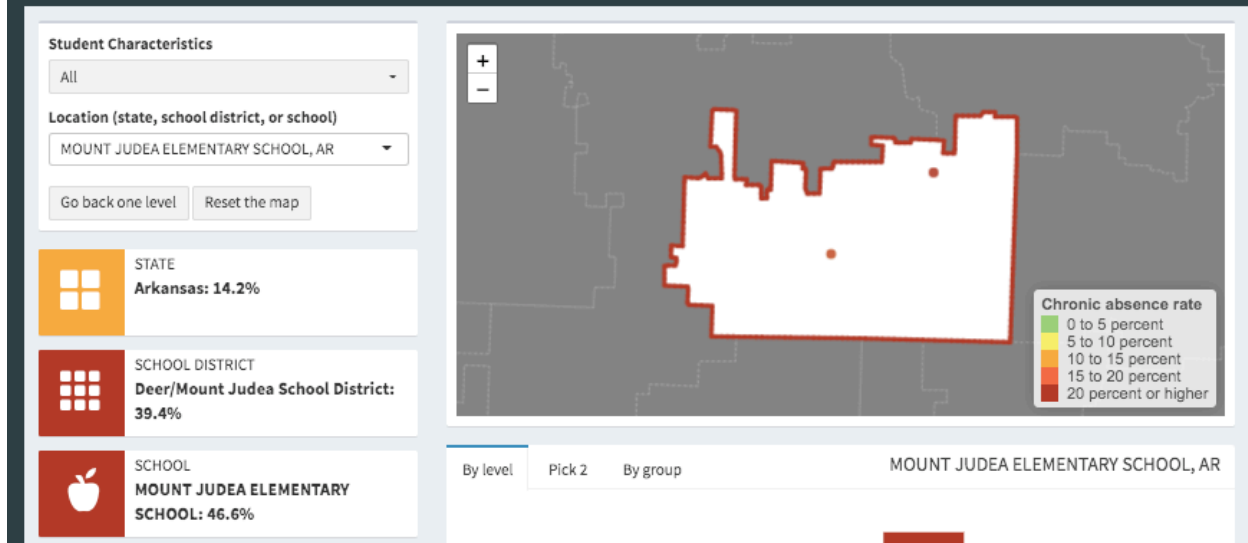 Student Characteristics
All
Location (state, school district, or school)
MOUNT JUDEA ELEMENTARY SCHOOL, AR
Go back one level
Reset the map
STATE
Arkansas: 14.2%
SCHOOL DISTRICT
Deer/Mount Judea School District:
39.4%
SCHOOL
MOUNT JUDEA ELEMENTARY
SCHOOL: 46.6%
+
−
Chronic absence rate
0 to 5 percent
5 to 10 percent
10 to 15 percent
15 to 20 percent
20 percent or higher
By level
Pick 2
By group
MOUNT JUDEA ELEMENTARY SCHOOL, AR